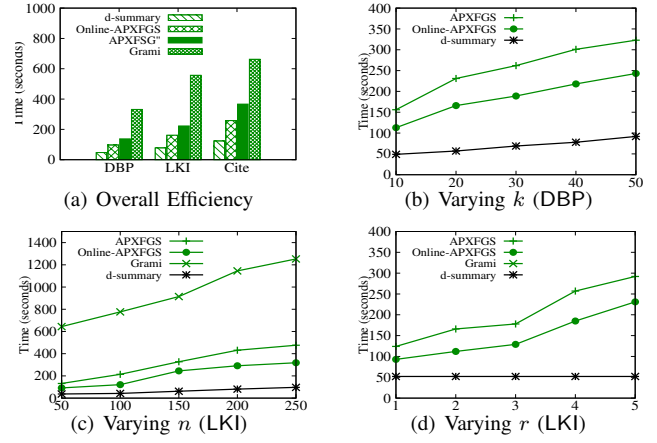 1000
800
600
400
200
0
Time (seconds)
d-summary
Online-APXFGS
APXFSG"
Grami
DBP LKI Cite
(a) Overall Efficiency
400
350
300
250
200
150
100
50
0
Time (seconds)
APXFGS
Online-APXFGS
d-summary
10 20 30 40 50
(b) Varying k (DBP)
1400
1200
1000
800
600
400
200
0
Time (seconds)
APXFGS
Online-APXFGS
Grami
d-summary
50 100 150 200 250
(c) Varying n (LKI)
400
350
300
250
200
150
100
50
0
Time (seconds)
APXFGS
Online-APXFGS
Grami
d-summary
1 2 3 4 5
(d) Varying r (LKI)